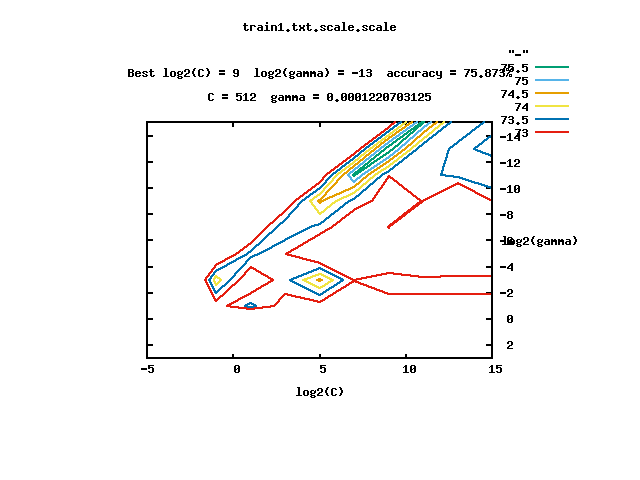 train1.txt.scale.scale
"-"
Best log2(C) = 9 log2(gamma) = -13 accuracy = 75.873%
75.5
75
C = 512 gamma = 0.0001220703125
74.5
74
73.5
73
-14
-12
-10
-8
-6
log2(gamma)
-4
-2
0
2
-5 0 5 10 15
log2(C)